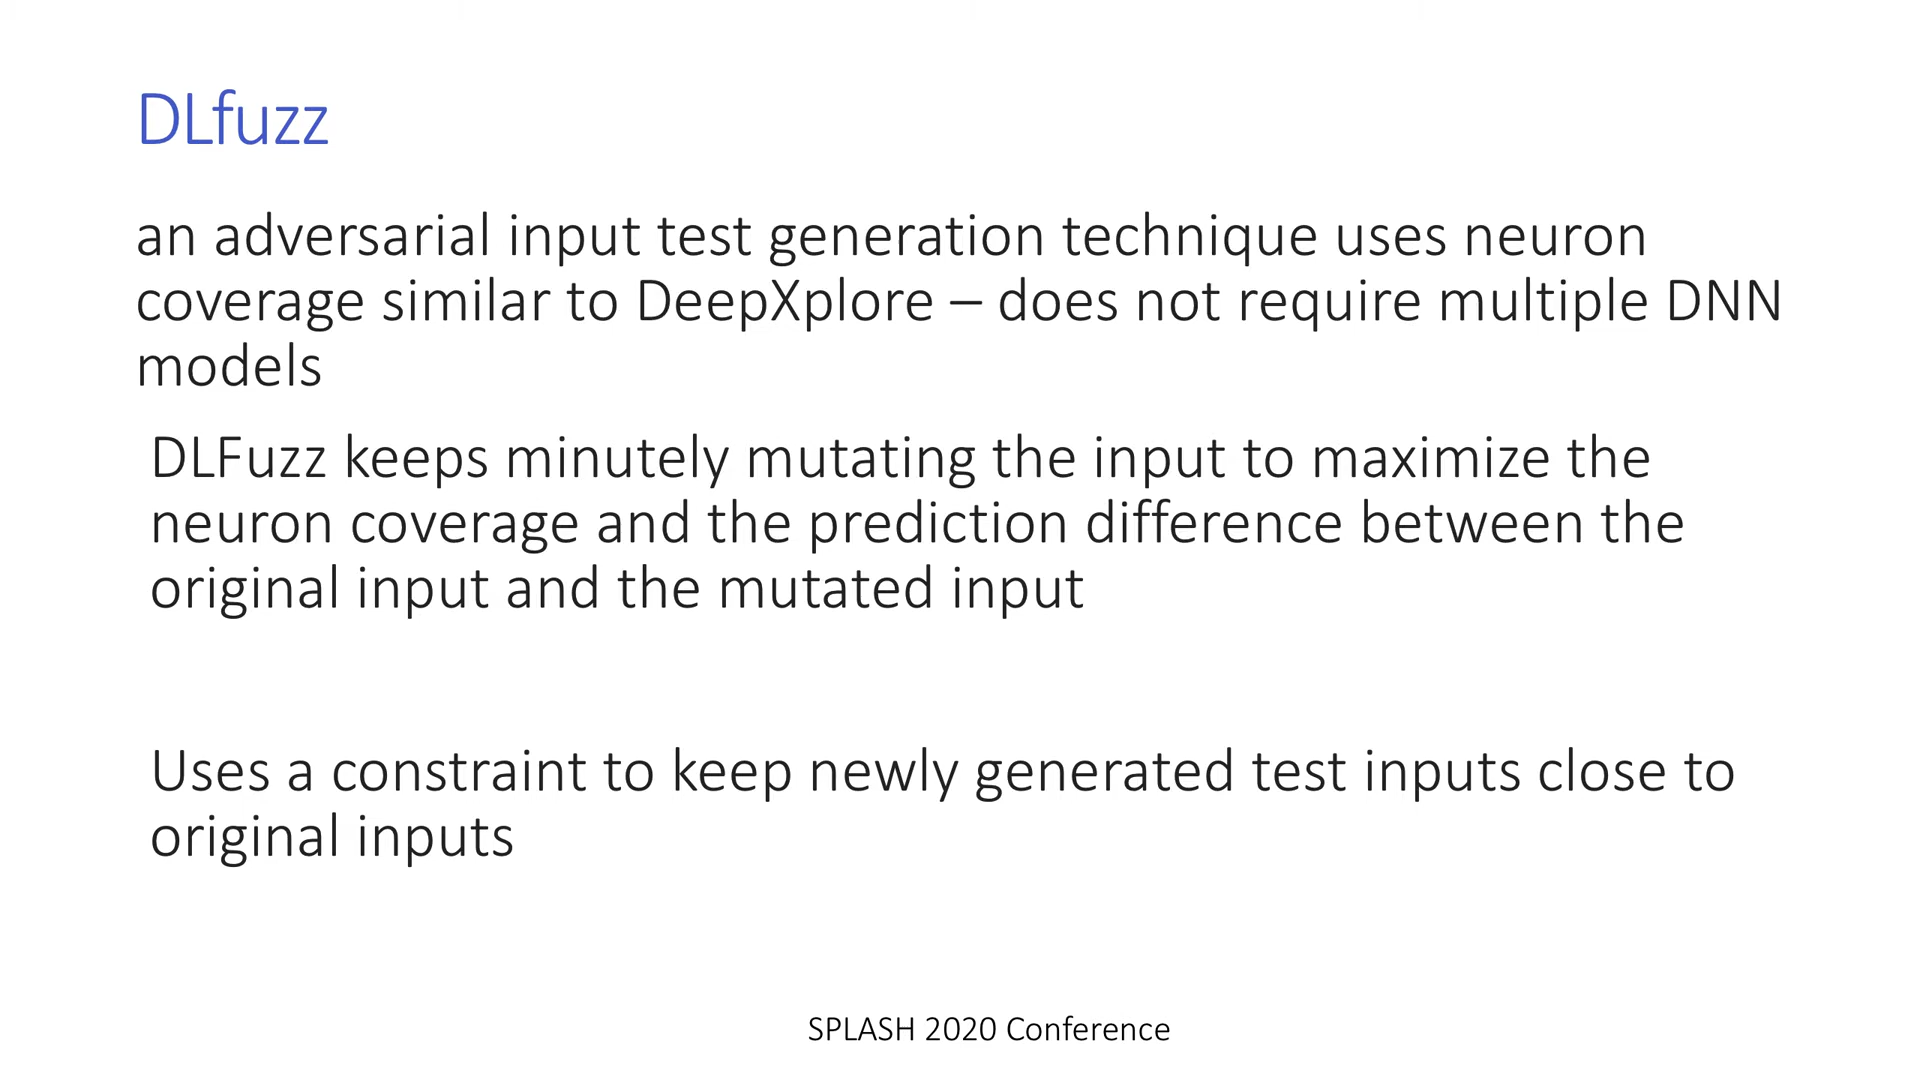 DLfuzz
an adversarial input test generation technique uses neuron
coverage similar to DeepXplore – does not require multiple DNN
models
DLFuzz keeps minutely mutating the input to maximize the
neuron coverage and the prediction difference between the
original input and the mutated input
Uses a constraint to keep newly generated test inputs close to
original inputs
SPLASH 2020 Conference